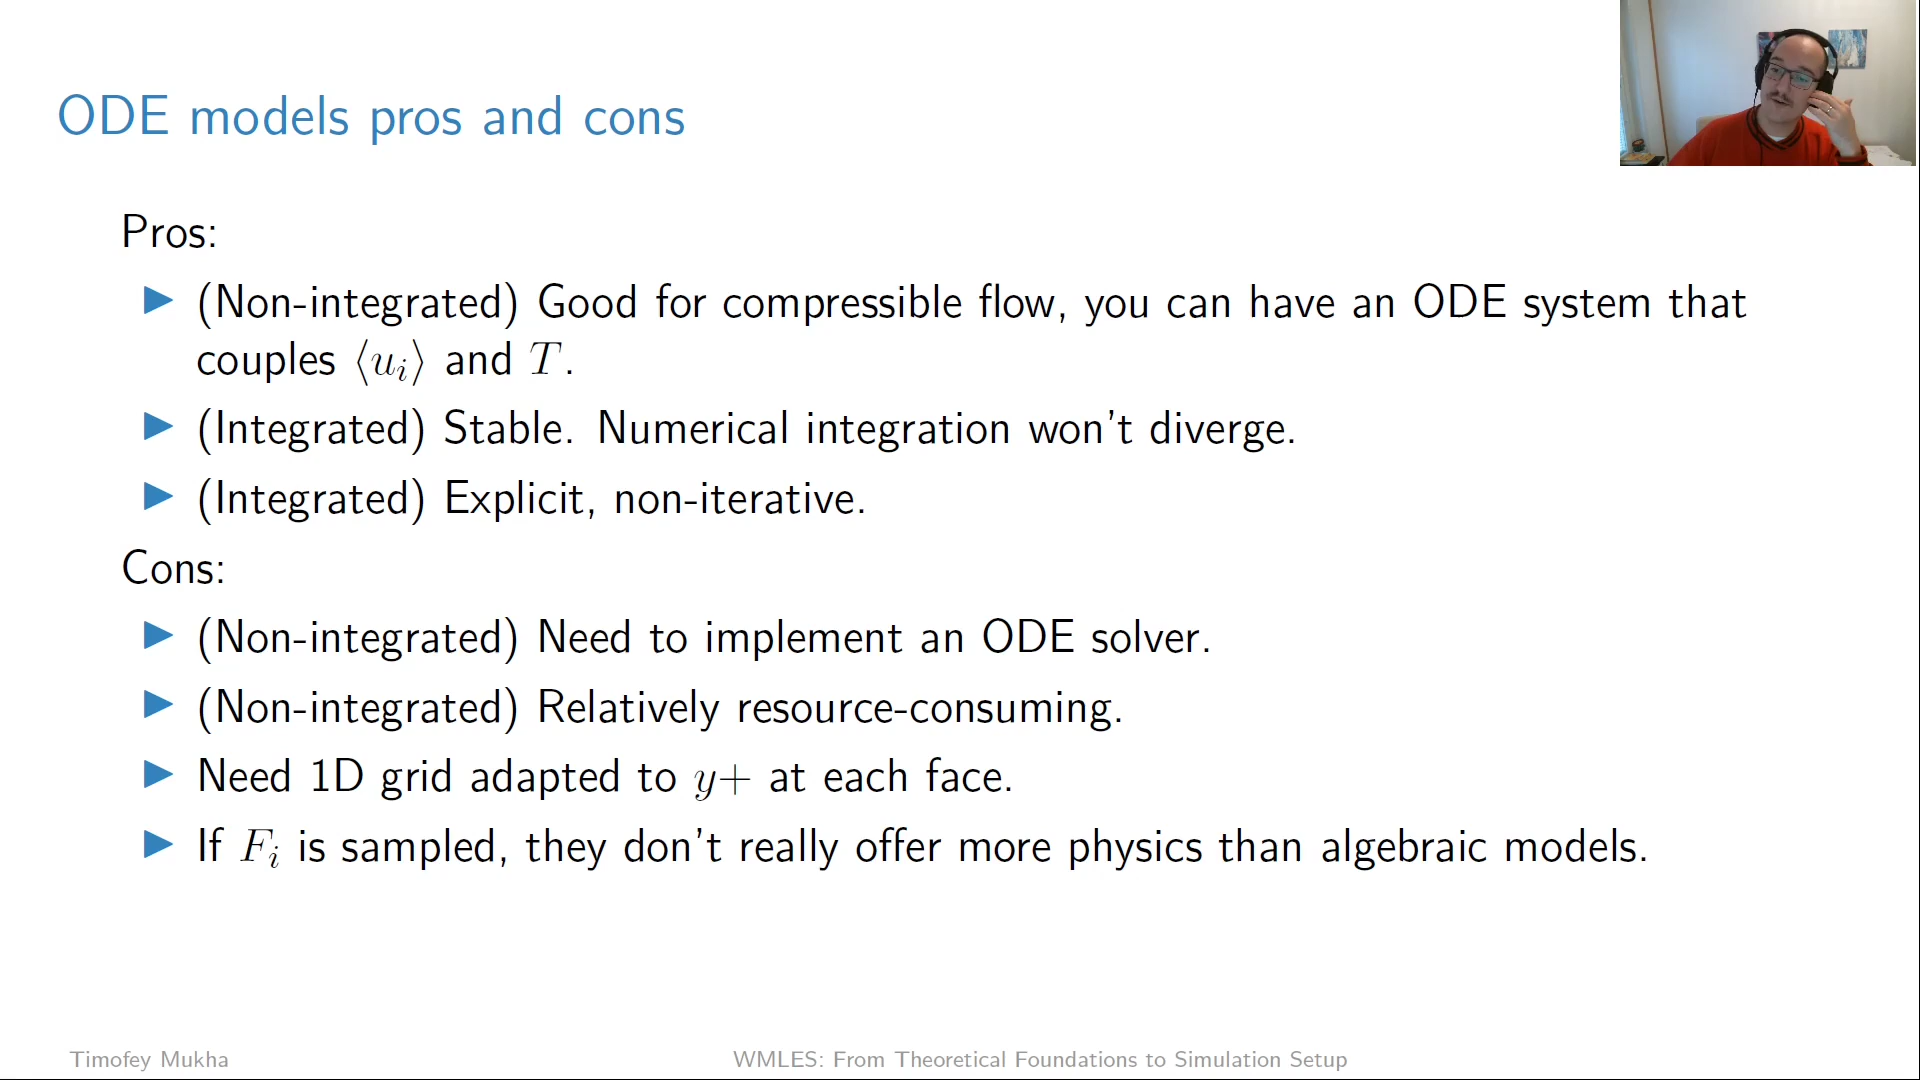 ODE models pros and cons
Pros:
▶ (Non-integrated) Good for compressible flow, you can have an ODE system that
couples ⟨u_i⟩ and T.
▶ (Integrated) Stable. Numerical integration won't diverge.
▶ (Integrated) Explicit, non-iterative.
Cons:
▶ (Non-integrated) Need to implement an ODE solver.
▶ (Non-integrated) Relatively resource-consuming.
▶ Need 1D grid adapted to y+ at each face.
▶ If F_i is sampled, they don't really offer more physics than algebraic models.
Timofey Mukha
WMLES: From Theoretical Foundations to Simulation Setup